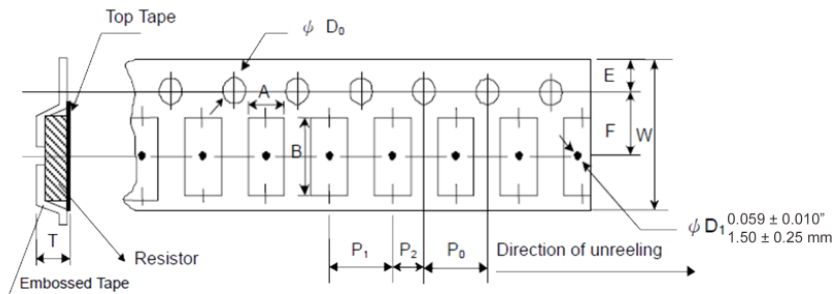 Top Tape
ϕ D₀
A
E
F
W
B
ϕ D₁ 0.059 ± 0.010"
1.50 ± 0.25 mm
T
Resistor
P₁
P₂
P₀
Direction of unreeling
Embossed Tape